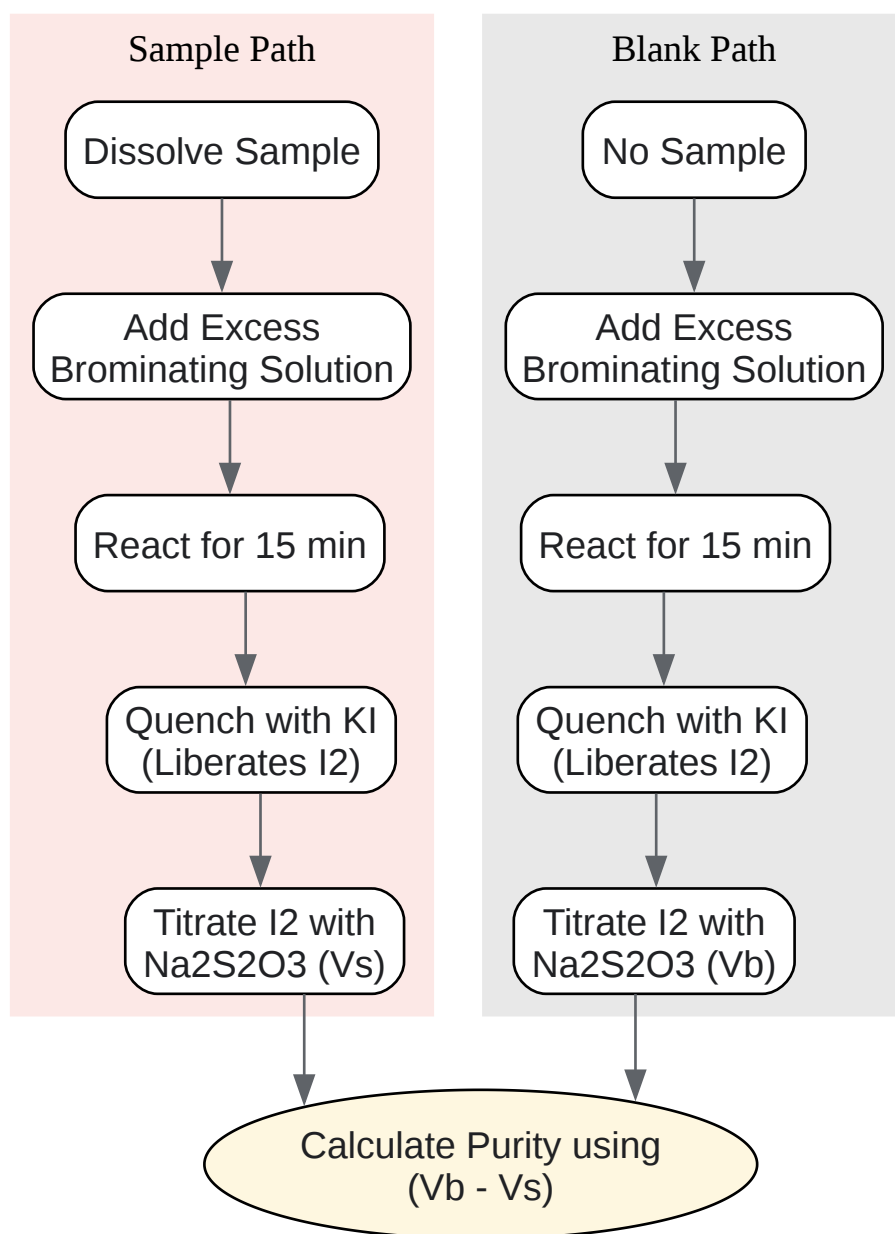 Sample Path
Dissolve Sample
Add Excess
Brominating Solution
React for 15 min
Quench with KI
(Liberates I2)
Titrate I2 with
Na2S2O3 (Vs)
Blank Path
No Sample
Add Excess
Brominating Solution
React for 15 min
Quench with KI
(Liberates I2)
Titrate I2 with
Na2S2O3 (Vb)
Calculate Purity using
(Vb - Vs)